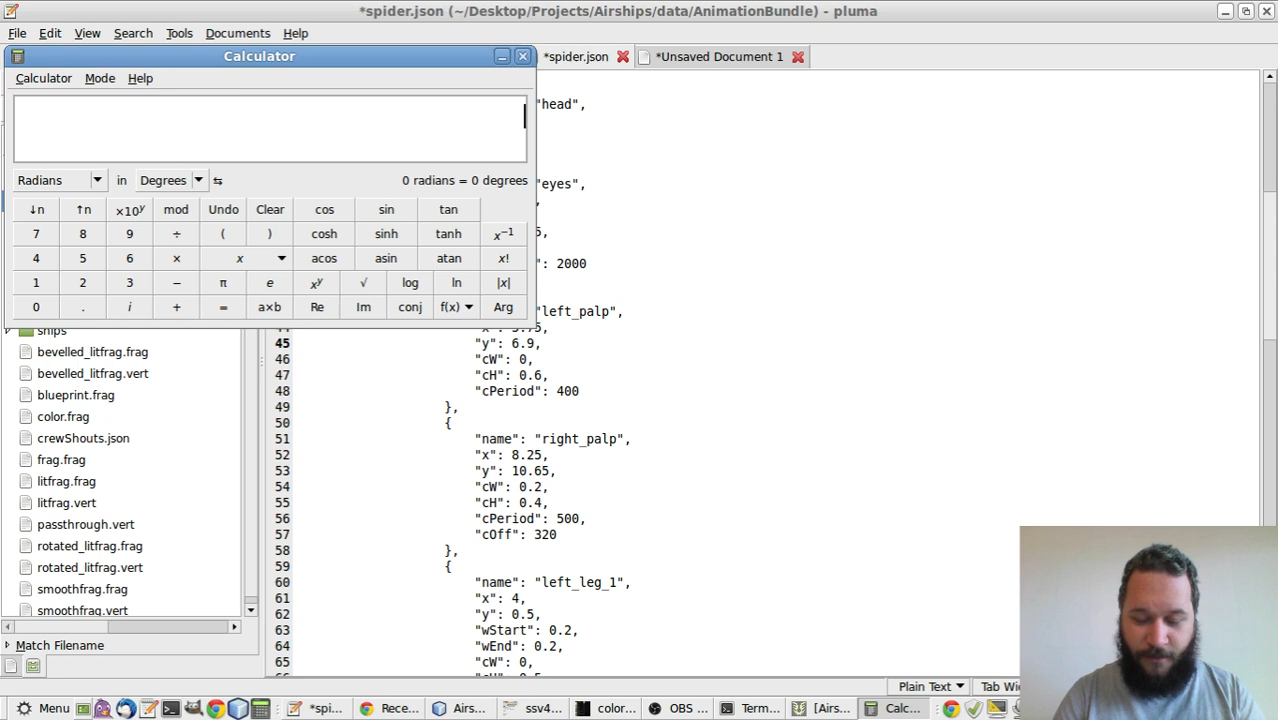 *spider.json (~/Desktop/Projects/Airships/data/AnimationBundle) - pluma
File Edit View Search Tools Documents Help
*spider.json *Unsaved Document 1
Calculator
Calculator Mode Help
Radians in Degrees 0 radians = 0 degrees
↓n ↑n ×10^y mod Undo Clear cos sin tan
7 8 9 ÷ ( ) cosh sinh tanh x⁻¹
4 5 6 × x acos asin atan x!
1 2 3 − π e x^y √ log ln |x|
0 . i + = a×b Re Im conj f(x) Arg
"head",
"eyes",
5,
: 2000
"left_palp",
45 "y": 6.9,
46 "cW": 0,
47 "cH": 0.6,
48 "cPeriod": 400
49 },
50 {
51 "name": "right_palp",
52 "x": 8.25,
53 "y": 10.65,
54 "cW": 0.2,
55 "cH": 0.4,
56 "cPeriod": 500,
57 "cOff": 320
58 },
59 {
60 "name": "left_leg_1",
61 "x": 4,
62 "y": 0.5,
63 "wStart": 0.2,
64 "wEnd": 0.2,
65 "cW": 0,
ships
bevelled_litfrag.frag
bevelled_litfrag.vert
blueprint.frag
color.frag
crewShouts.json
frag.frag
litfrag.frag
litfrag.vert
passthrough.vert
rotated_litfrag.frag
rotated_litfrag.vert
smoothfrag.frag
smoothfrag.vert
Match Filename
Plain Text Tab Wi
Menu *spi... Rece... Airs... ssv4... color... OBS ... Term... [Airs... Calc...